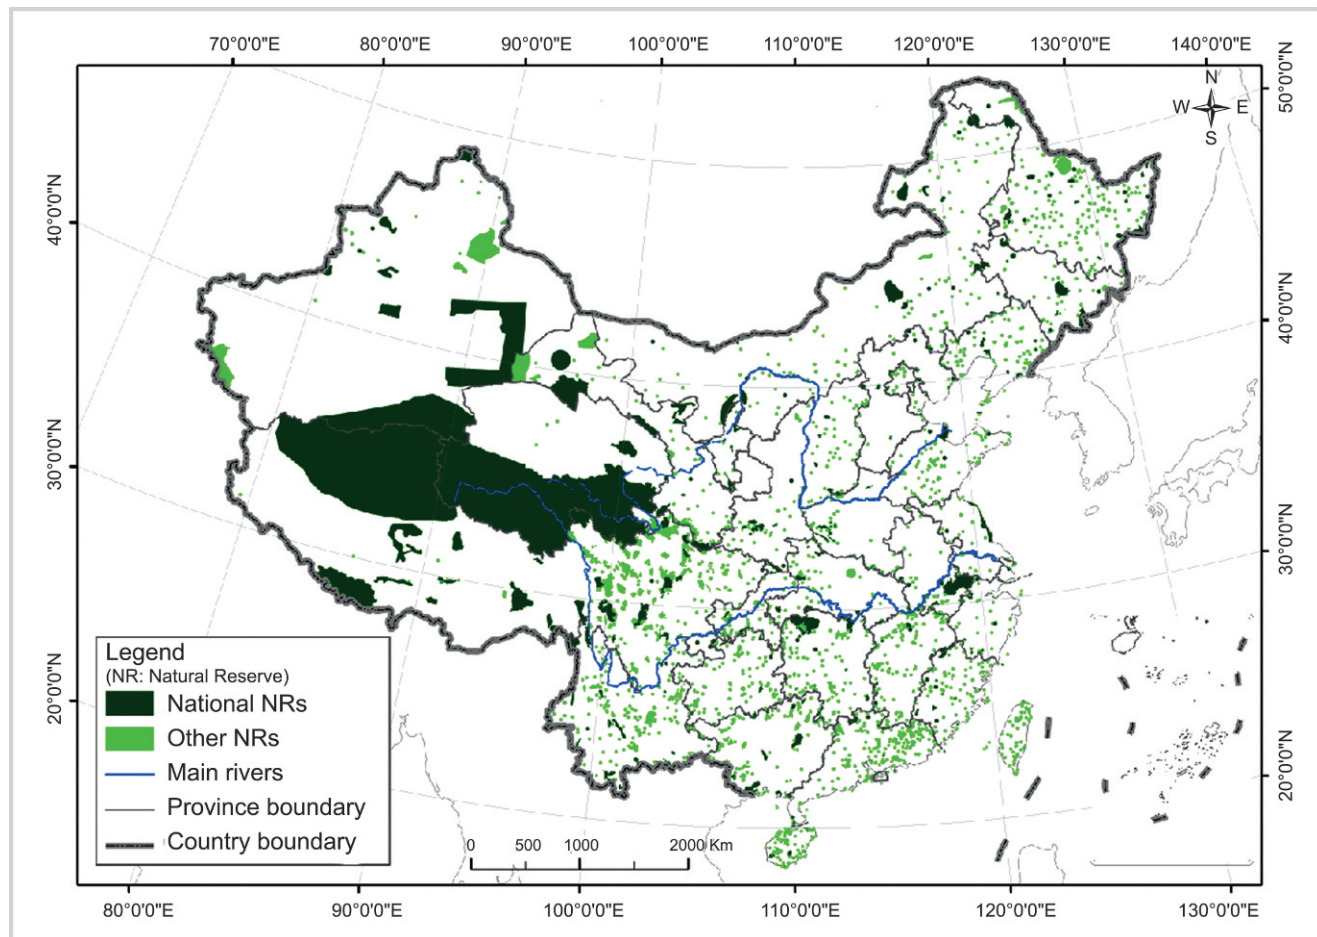 70°0'0"E 80°0'0"E 90°0'0"E 100°0'0"E 110°0'0"E 120°0'0"E 130°0'0"E 140°0'0"E
50°0'0"N
40°0'0"N
30°0'0"N
20°0'0"N
N
W E
S
40°0'0"N
30°0'0"N
20°0'0"N
Legend
(NR: Natural Reserve)
National NRs
Other NRs
Main rivers
Province boundary
Country boundary
0 500 1000 2000 Km
80°0'0"E 90°0'0"E 100°0'0"E 110°0'0"E 120°0'0"E 130°0'0"E